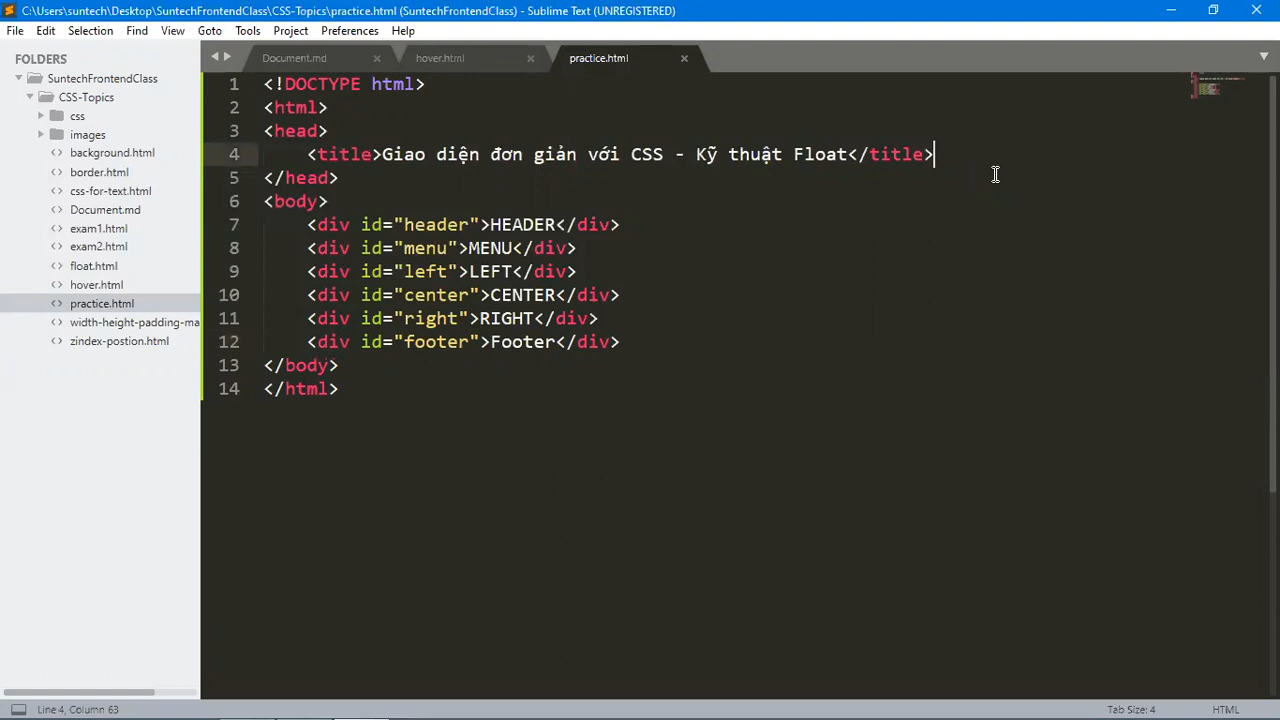 C:\Users\suntech\Desktop\SuntechFrontendClass\CSS-Topics\practice.html (SuntechFrontendClass) - Sublime Text (UNREGISTERED)
File Edit Selection Find View Goto Tools Project Preferences Help
FOLDERS
SuntechFrontendClass
CSS-Topics
css
images
background.html
border.html
css-for-text.html
Document.md
exam1.html
exam2.html
float.html
hover.html
practice.html
width-height-padding-ma
zindex-postion.html
Document.md hover.html practice.html
1 <!DOCTYPE html>
2 <html>
3 <head>
4 <title>Giao diện đơn giản với CSS - Kỹ thuật Float</title>
5 </head>
6 <body>
7 <div id="header">HEADER</div>
8 <div id="menu">MENU</div>
9 <div id="left">LEFT</div>
10 <div id="center">CENTER</div>
11 <div id="right">RIGHT</div>
12 <div id="footer">Footer</div>
13 </body>
14 </html>
Line 4, Column 63 Tab Size: 4 HTML